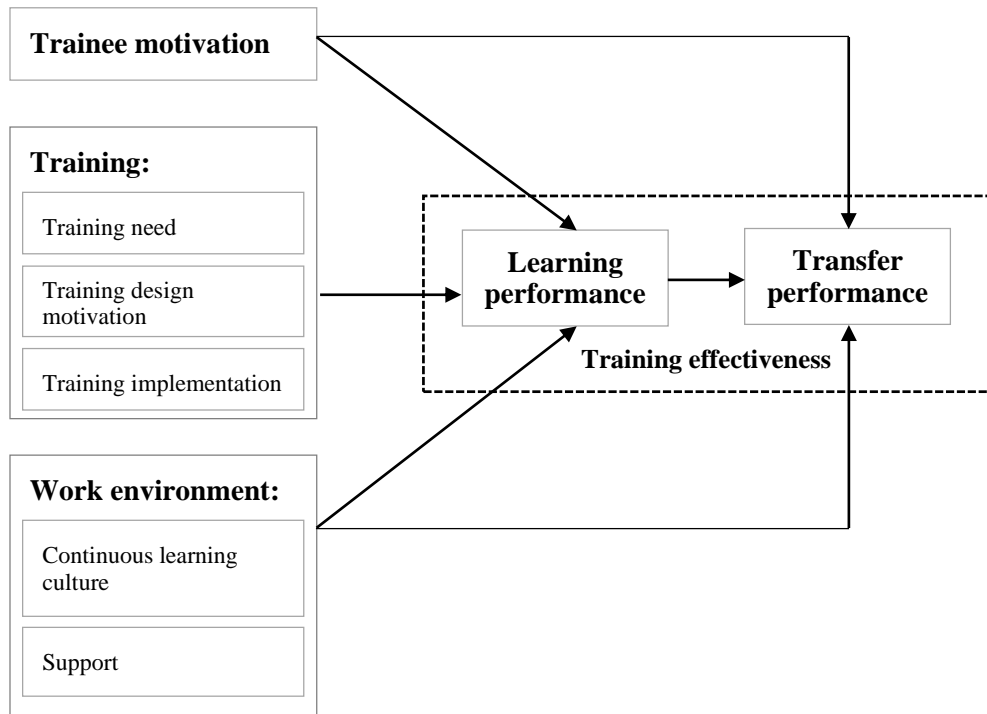 Trainee motivation
Training:
Training need
Training design
motivation
Training implementation
Learning
performance
Transfer
performance
Training effectiveness
Work environment:
Continuous learning
culture
Support